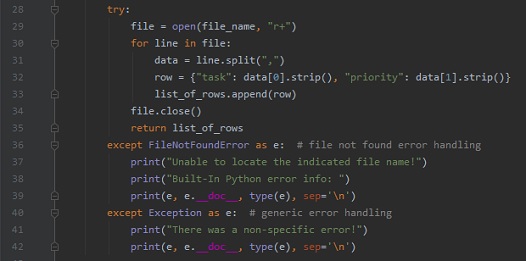 28 try:
29 file = open(file_name, "r+")
30 for line in file:
31 data = line.split(",")
32 row = {"task": data[0].strip(), "priority": data[1].strip()}
33 list_of_rows.append(row)
34 file.close()
35 return list_of_rows
36 except FileNotFoundError as e:  # file not found error handling
37 print("Unable to locate the indicated file name!")
38 print("Built-In Python error info: ")
39 print(e, e.__doc__, type(e), sep='\n')
40 except Exception as e:  # generic error handling
41 print("There was a non-specific error!")
42 print(e, e.__doc__, type(e), sep='\n')